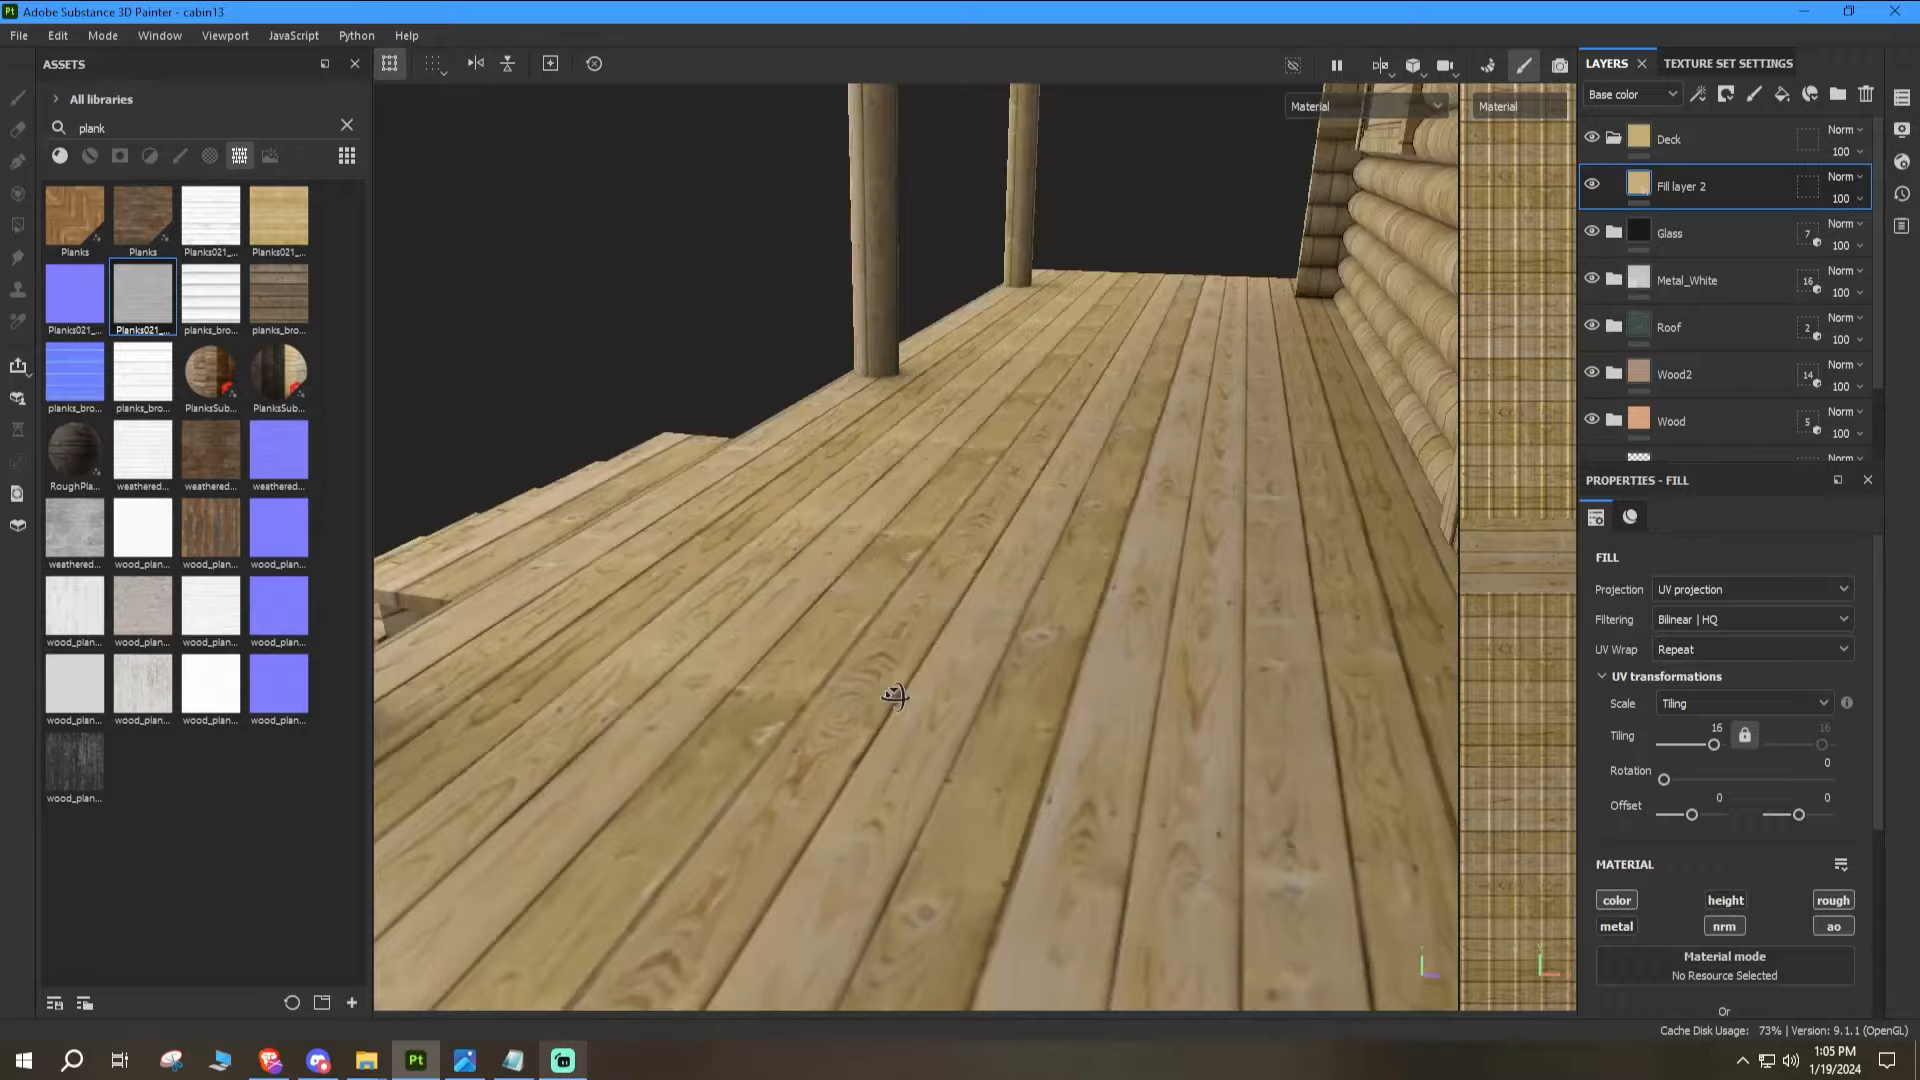 Adobe Substance 3D Painter - cabin13
File Edit Mode Window Viewport JavaScript Python Help
ASSETS
All libraries
plank
Planks Planks Planks021_... Planks021_...
Planks021_... Planks021_... planks_bro... planks_bro...
planks_bro... planks_bro... PlanksSub... PlanksSub...
RoughPla... weathered... weathered... weathered...
weathered... wood_plan... wood_plan... wood_plan...
wood_plan... wood_plan... wood_plan... wood_plan...
wood_plan... wood_plan... wood_plan... wood_plan...
wood_plan...
Material
Material
LAYERS TEXTURE SET SETTINGS
Base color
Deck Norm 100
Fill layer 2 Norm 100
Glass 7 Norm 100
Metal_White 16 Norm 100
Roof 2 Norm 100
Wood2 14 Norm 100
Wood 5 Norm 100
Norm
PROPERTIES - FILL
FILL
Projection UV projection
Filtering Bilinear | HQ
UV Wrap Repeat
UV transformations
Scale Tiling
Tiling 16 16
Rotation 0
Offset 0 0
MATERIAL
color height rough
metal nrm ao
Material mode
No Resource Selected
Or
Cache Disk Usage: 73% | Version: 9.1.1 (OpenGL)
Pt
1:05 PM
1/19/2024